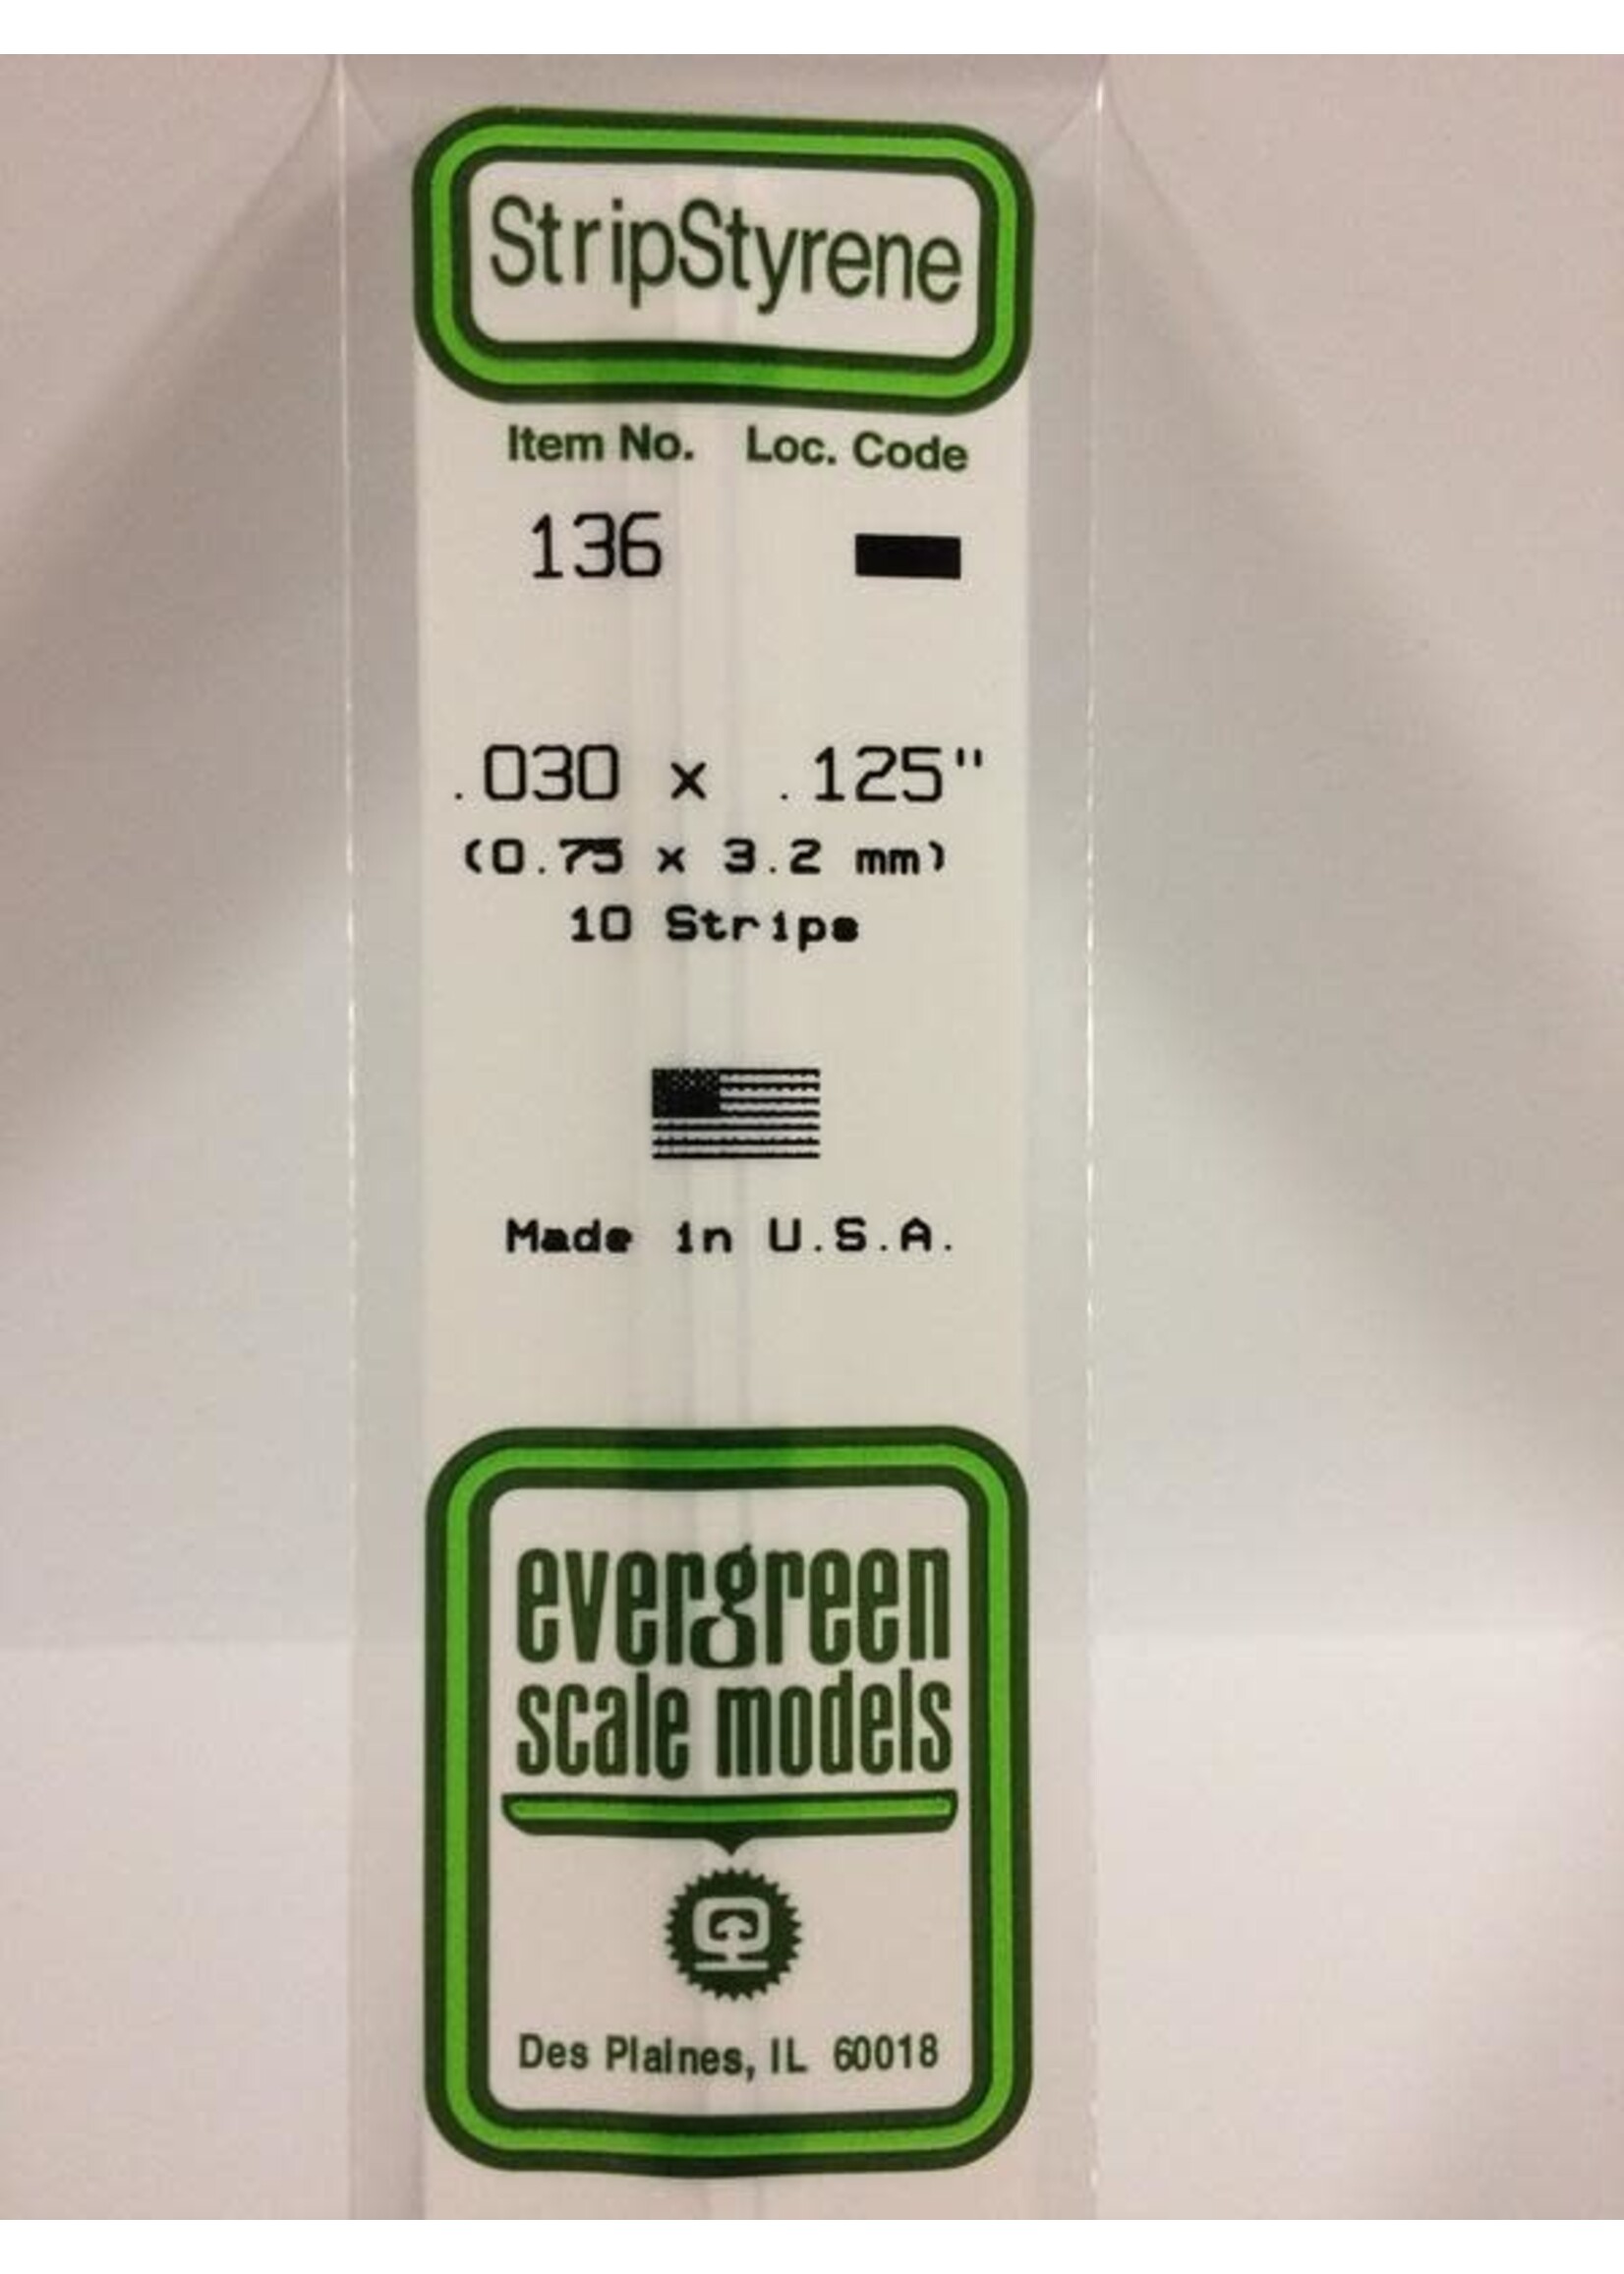 StripStyrene
Item No. Loc. Code
136
.030 x .125"
(0.75 x 3.2 mm)
10 Strips
Made in U.S.A.
evergreen
scale models
Des Plaines, IL 60018